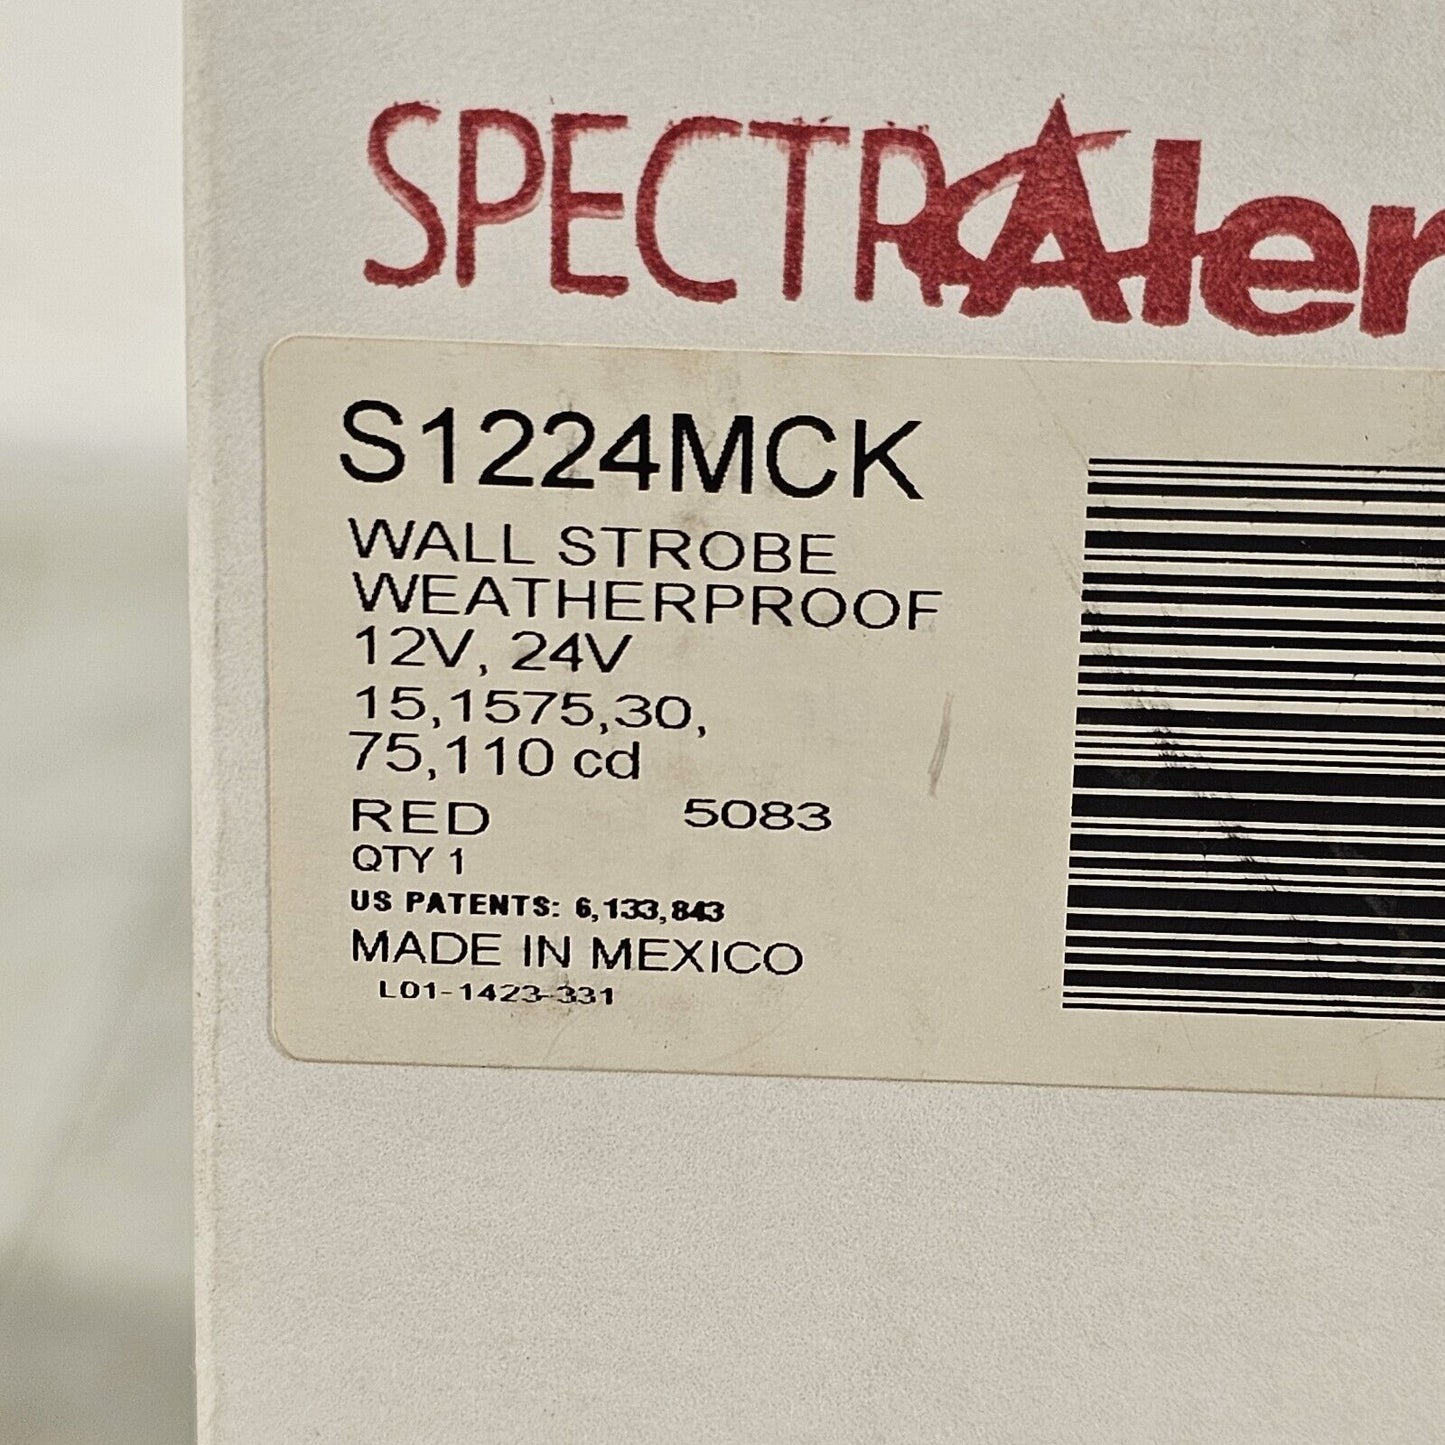 SPECTRAler
S1224MCK
WALL STROBE
WEATHERPROOF
12V, 24V
15,1575,30,
75,110 cd
RED 5083
QTY 1
US PATENTS: 6,133,843
MADE IN MEXICO
L01-1423-331